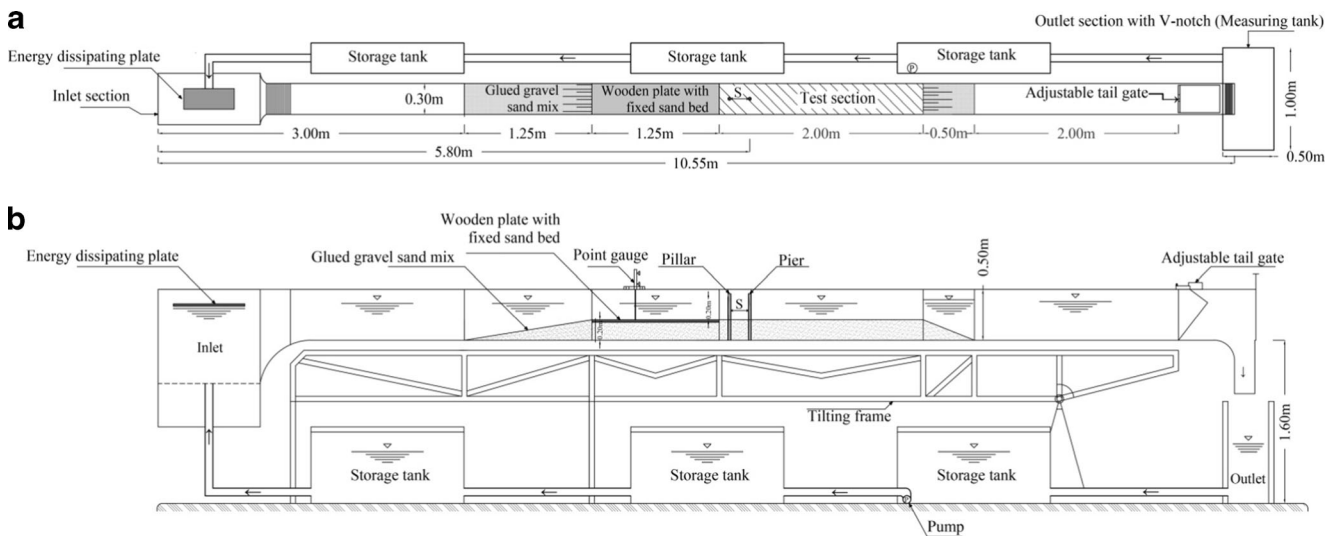 a
Outlet section with V-notch (Measuring tank)
Energy dissipating plate
Storage tank
Storage tank
Storage tank
P
Inlet section
0.30m
Glued gravel
sand mix
Wooden plate with
fixed sand bed
S
Test section
Adjustable tail gate
1.00m
3.00m
1.25m
1.25m
2.00m
0.50m
2.00m
5.80m
10.55m
0.50m
b
Wooden plate with
fixed sand bed
Energy dissipating plate
Glued gravel sand mix
Point gauge
Pillar
Pier
0.50m
Adjustable tail gate
S
0.20m
0.20m
Inlet
Tilting frame
1.60m
Storage tank
Storage tank
Storage tank
Outlet
P
Pump